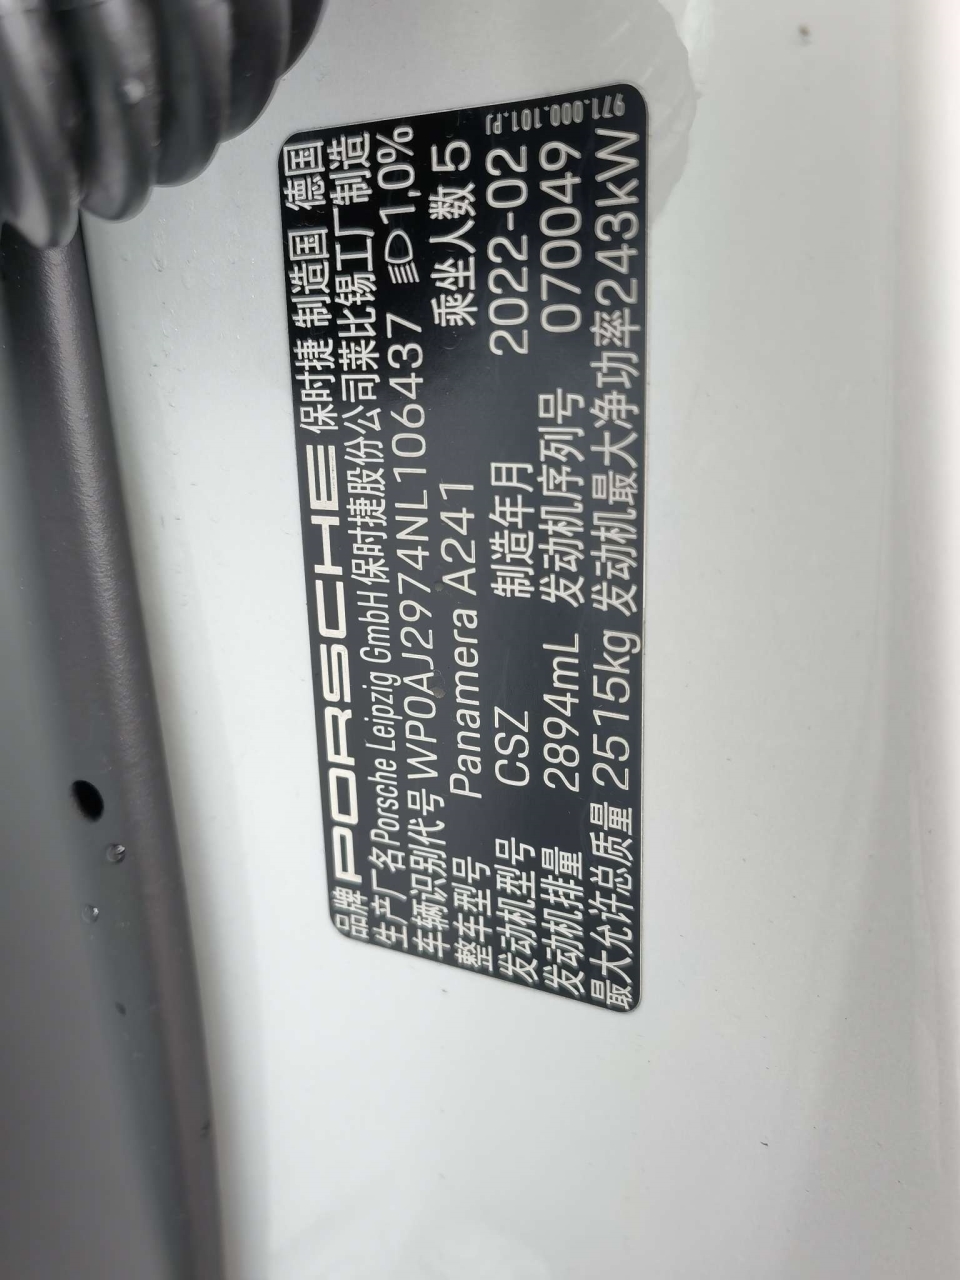 971.000.101.PJ
品牌 PORSCHE 保时捷 制造国 德国
生产厂名 Porsche Leipzig GmbH 保时捷股份公司莱比锡工厂制造
车辆识别代号 WP0AJ2974NL106437 1,0%
整车型号 Panamera A241 乘坐人数 5
发动机型号 CSZ 制造年月 2022-02
发动机排量 2894mL 发动机序列号 070049
最大允许总质量 2515kg 发动机最大净功率 243kW